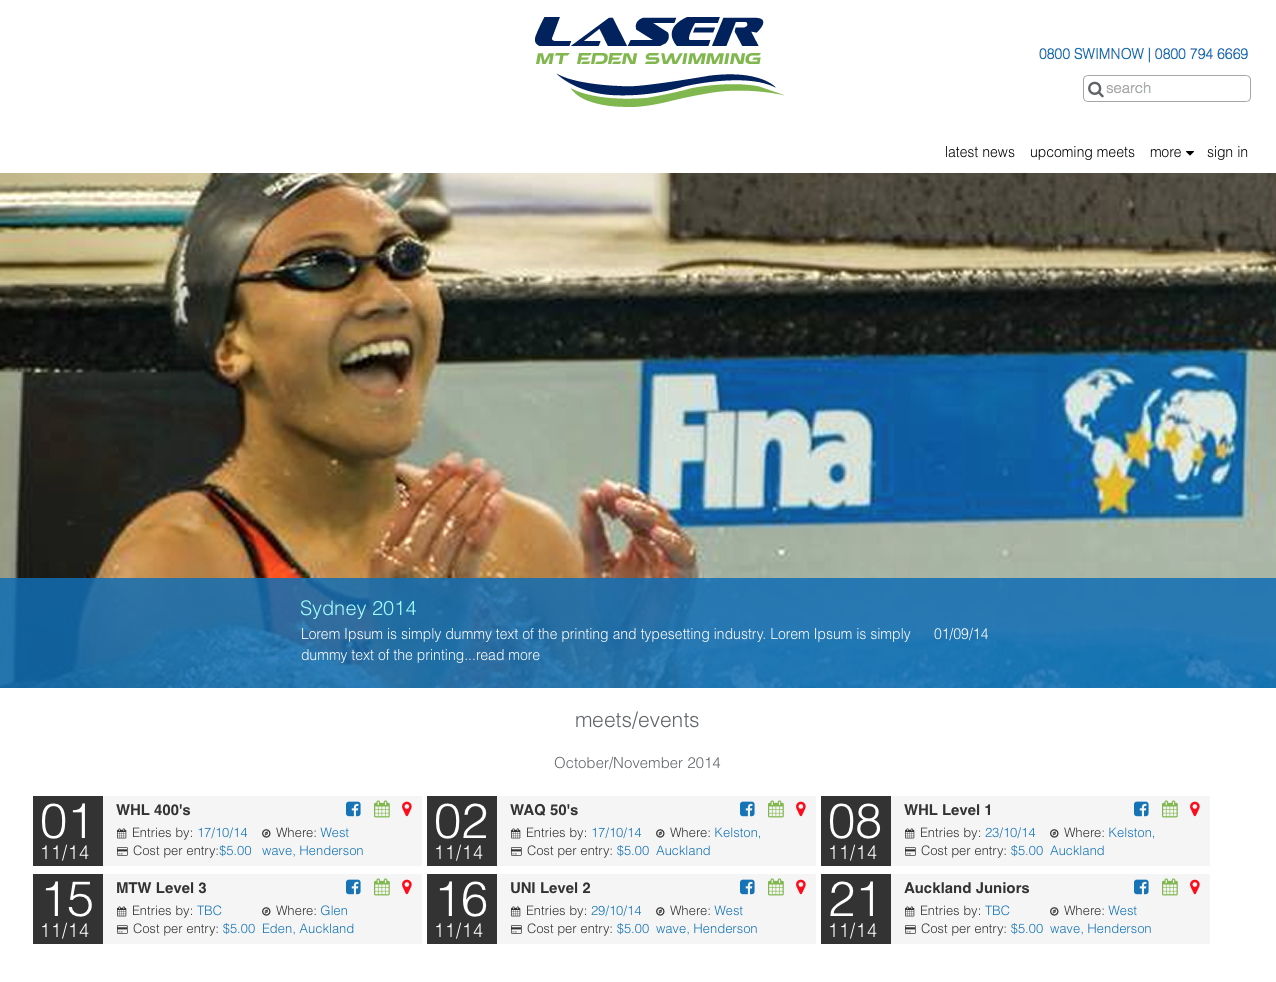 LASER
MT EDEN SWIMMING
0800 SWIMNOW | 0800 794 6669
search
latest news upcoming meets more sign in
Fina
Sydney 2014
Lorem Ipsum is simply dummy text of the printing and typesetting industry. Lorem Ipsum is simply 01/09/14
dummy text of the printing...read more
meets/events
October/November 2014
01
11/14
WHL 400's
Entries by: 17/10/14 Where: West
Cost per entry:$5.00 wave, Henderson
02
11/14
WAQ 50's
Entries by: 17/10/14 Where: Kelston,
Cost per entry: $5.00 Auckland
08
11/14
WHL Level 1
Entries by: 23/10/14 Where: Kelston,
Cost per entry: $5.00 Auckland
15
11/14
MTW Level 3
Entries by: TBC Where: Glen
Cost per entry: $5.00 Eden, Auckland
16
11/14
UNI Level 2
Entries by: 29/10/14 Where: West
Cost per entry: $5.00 wave, Henderson
21
11/14
Auckland Juniors
Entries by: TBC Where: West
Cost per entry: $5.00 wave, Henderson